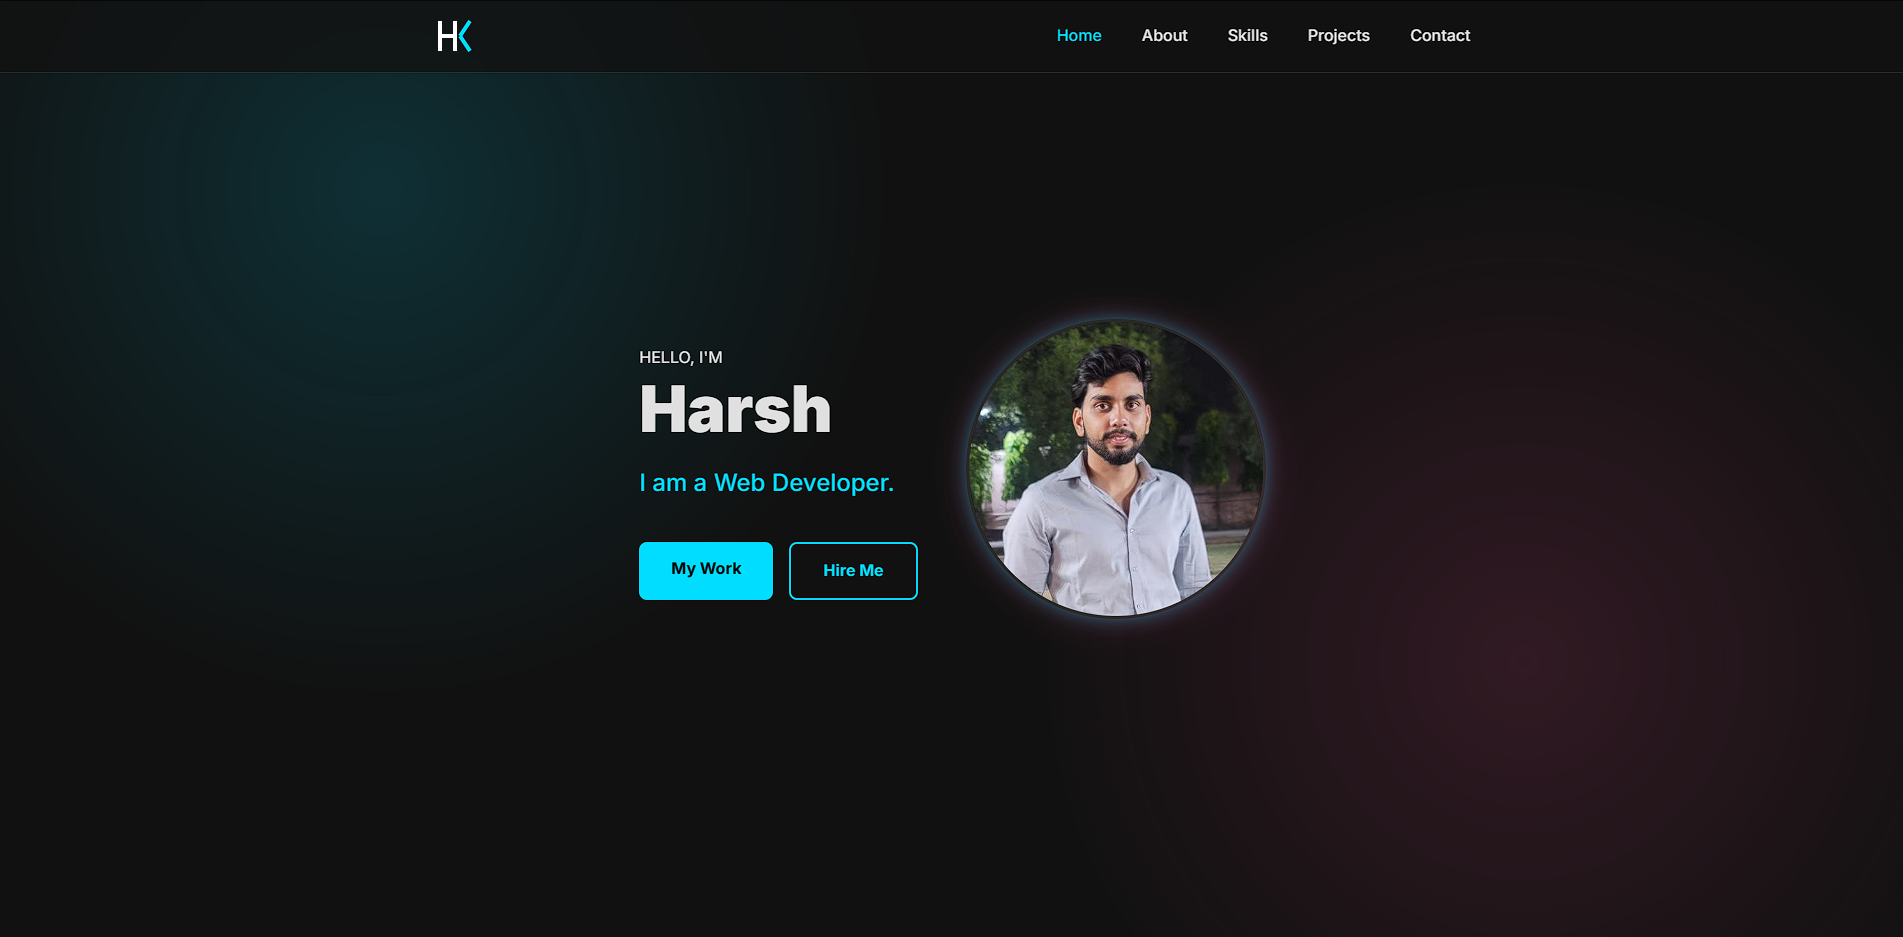 HK
Home About Skills Projects Contact
HELLO, I'M
Harsh
I am a Web Developer.
My Work Hire Me